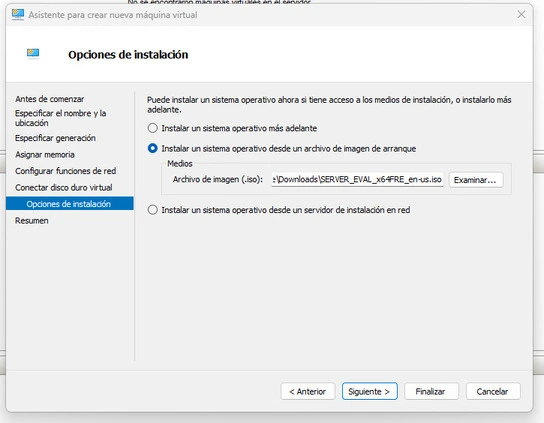 No se encontraron máquinas virtuales en el servidor.
Asistente para crear nueva máquina virtual
Opciones de instalación
Antes de comenzar
Especificar el nombre y la
ubicación
Especificar generación
Asignar memoria
Configurar funciones de red
Conectar disco duro virtual
Opciones de instalación
Resumen
Puede instalar un sistema operativo ahora si tiene acceso a los medios de instalación, o instalarlo más
adelante.
Instalar un sistema operativo más adelante
Instalar un sistema operativo desde un archivo de imagen de arranque
Medios
Archivo de imagen (.iso): :\Downloads\SERVER_EVAL_x64FRE_en-us.iso Examinar...
Instalar un sistema operativo desde un servidor de instalación en red
< Anterior Siguiente > Finalizar Cancelar